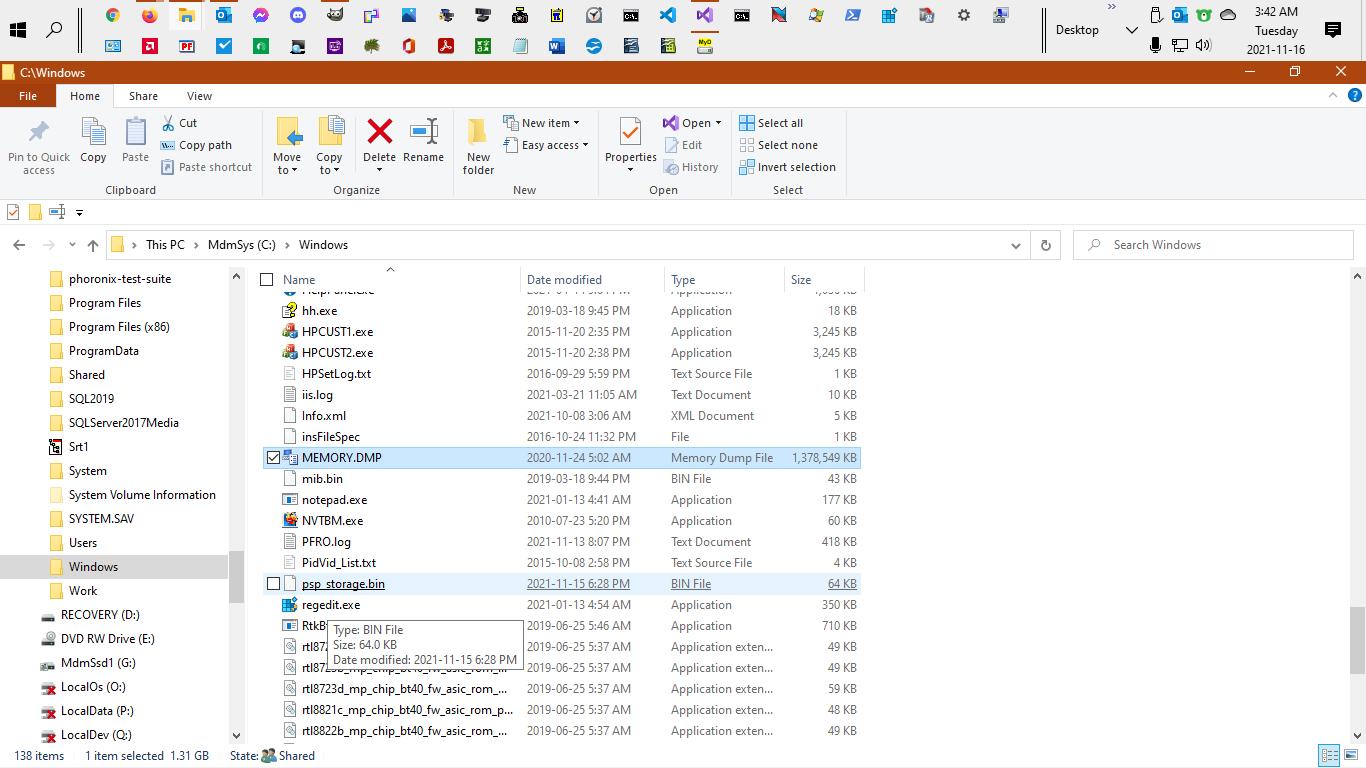 3:42 AM
Desktop
Tuesday
2021-11-16
C:\Windows
File Home Share View
Pin to Quick access
Copy
Paste
Cut
Copy path
Paste shortcut
Move to
Copy to
Delete
Rename
New folder
New item
Easy access
Properties
Open
Edit
History
Select all
Select none
Invert selection
Clipboard Organize New Open Select
This PC > MdmSys (C:) > Windows
Search Windows
phoronix-test-suite
Program Files
Program Files (x86)
ProgramData
Shared
SQL2019
SQLServer2017Media
Srt1
System
System Volume Information
SYSTEM.SAV
Users
Windows
Work
RECOVERY (D:)
DVD RW Drive (E:)
MdmSsd1 (G:)
LocalOs (O:)
LocalData (P:)
LocalDev (Q:)
Name Date modified Type Size
hh.exe 2019-03-18 9:45 PM Application 18 KB
HPCUST1.exe 2015-11-20 2:35 PM Application 3,245 KB
HPCUST2.exe 2015-11-20 2:38 PM Application 3,245 KB
HPSetLog.txt 2016-09-29 5:59 PM Text Source File 1 KB
iis.log 2021-03-21 11:05 AM Text Document 10 KB
Info.xml 2021-10-08 3:06 AM XML Document 5 KB
insFileSpec 2016-10-24 11:32 PM File 1 KB
MEMORY.DMP 2020-11-24 5:02 AM Memory Dump File 1,378,549 KB
mib.bin 2019-03-18 9:44 PM BIN File 43 KB
notepad.exe 2021-01-13 4:41 AM Application 177 KB
NVTBM.exe 2010-07-23 5:20 PM Application 60 KB
PFRO.log 2021-11-13 8:07 PM Text Document 418 KB
PidVid_List.txt 2015-10-08 2:58 PM Text Source File 4 KB
psp_storage.bin 2021-11-15 6:28 PM BIN File 64 KB
regedit.exe 2021-01-13 4:54 AM Application 350 KB
2019-06-25 5:46 AM Application 710 KB
2019-06-25 5:37 AM Application exten... 49 KB
2019-06-25 5:37 AM Application exten... 49 KB
rtl8723d_mp_chip_bt40_fw_asic_rom_... 2019-06-25 5:37 AM Application exten... 59 KB
rtl8821c_mp_chip_bt40_fw_asic_rom_p... 2019-06-25 5:37 AM Application exten... 48 KB
rtl8822b_mp_chip_bt40_fw_asic_rom_... 2019-06-25 5:37 AM Application exten... 49 KB
Type: BIN File
Size: 64.0 KB
Date modified: 2021-11-15 6:28 PM
138 items 1 item selected 1.31 GB State: Shared